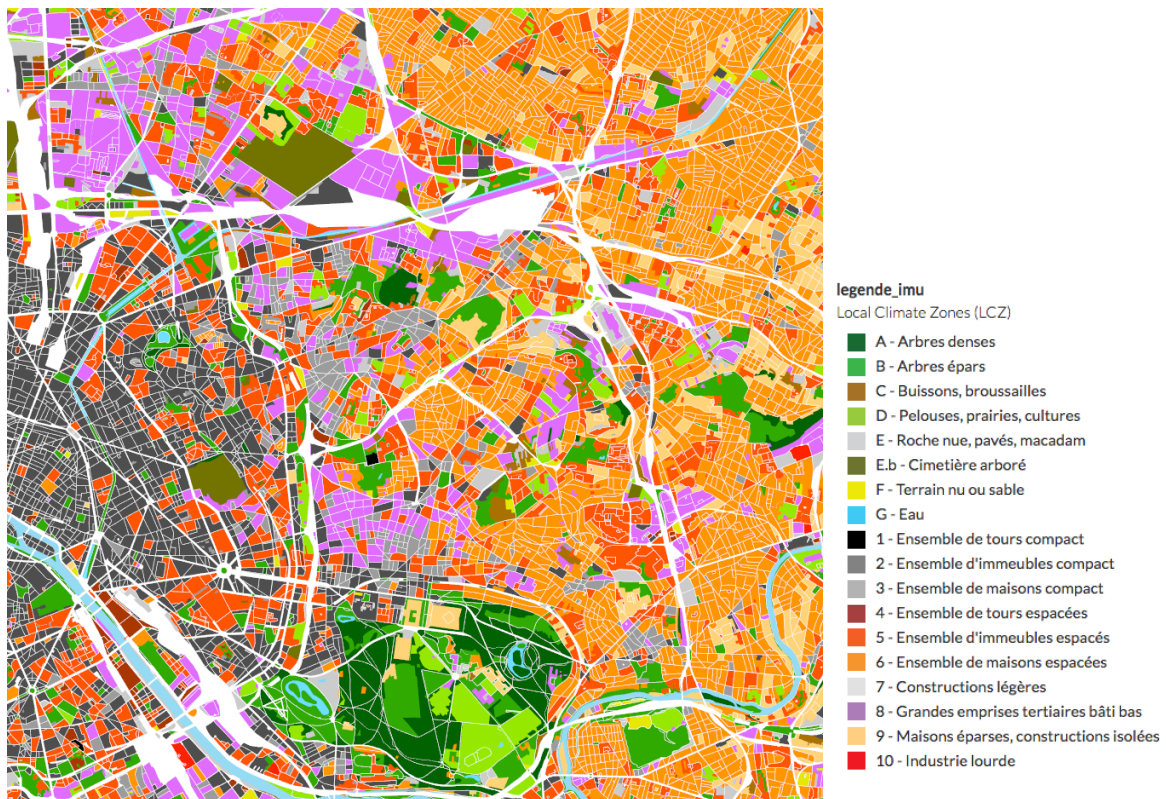 legende_imu
Local Climate Zones (LCZ)
A - Arbres denses
B - Arbres épars
C - Buissons, broussailles
D - Pelouses, prairies, cultures
E - Roche nue, pavés, macadam
E.b - Cimetière arboré
F - Terrain nu ou sable
G - Eau
1 - Ensemble de tours compact
2 - Ensemble d'immeubles compact
3 - Ensemble de maisons compact
4 - Ensemble de tours espacées
5 - Ensemble d'immeubles espacés
6 - Ensemble de maisons espacées
7 - Constructions légères
8 - Grandes emprises tertiaires bâti bas
9 - Maisons éparses, constructions isolées
10 - Industrie lourde